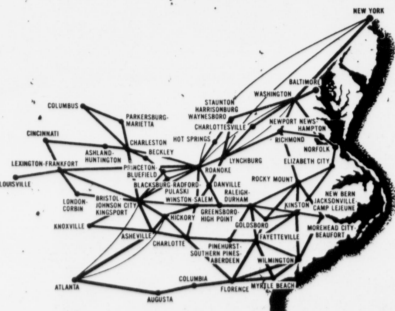 NEW YORK
BALTIMORE
WASHINGTON
STAUNTON
HARRISONBURG
WAYNESBORO
COLUMBUS
PARKERSBURG-
MARIETTA
CHARLOTTESVILLE
NEWPORT NEWS
HAMPTON
HOT SPRINGS
RICHMOND
NORFOLK
CINCINNATI
CHARLESTON
ASHLAND-
HUNTINGTON
BECKLEY
LYNCHBURG
ELIZABETH CITY
LEXINGTON-FRANKFORT
PRINCETON
BLUEFIELD
ROANOKE
LOUISVILLE
BLACKSBURG-RADFORD-
PULASKI
DANVILLE
ROCKY MOUNT
RALEIGH-
DURHAM
WINSTON-SALEM
NEW BERN
JACKSONVILLE
CAMP LEJEUNE
LONDON-
CORBIN
BRISTOL
JOHNSON CITY
KINGSPORT
GREENSBORO-
HIGH POINT
KINSTON
HICKORY
GOLDSBORO
MOREHEAD CITY-
BEAUFORT
KNOXVILLE
ASHEVILLE
CHARLOTTE
FAYETTEVILLE
PINEHURST-
SOUTHERN PINES-
ABERDEEN
WILMINGTON
ATLANTA
COLUMBIA
AUGUSTA
FLORENCE
MYRTLE BEACH